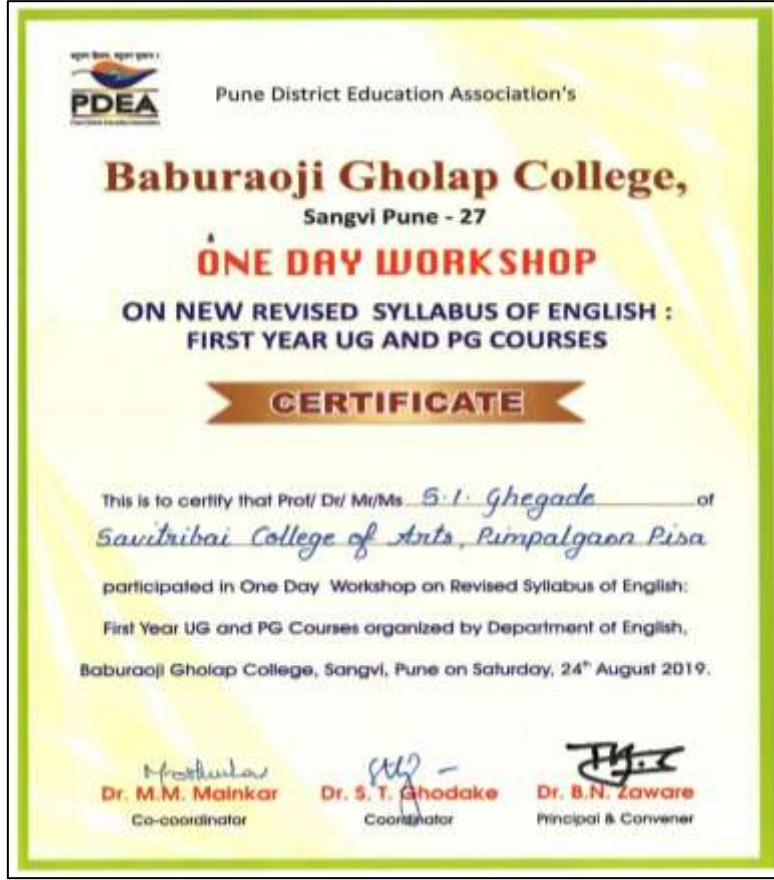 PDEA
Pune District Education Association's
Baburaoji Gholap College,
Sangvi Pune - 27
ONE DAY WORKSHOP
ON NEW REVISED SYLLABUS OF ENGLISH :
FIRST YEAR UG AND PG COURSES
CERTIFICATE
This is to certify that Prof/ Dr/ Mr/Ms S.I. Ghegade of
Savitribai College of Arts, Pimpalgaon Pisa
participated in One Day Workshop on Revised Syllabus of English:
First Year UG and PG Courses organized by Department of English,
Baburaoji Gholap College, Sangvi, Pune on Saturday, 24th August 2019.
Dr. M.M. Mainkar Dr. S. T. Ghodake Dr. B.N. Zaware
Co-coordinator Coordinator Principal & Convener